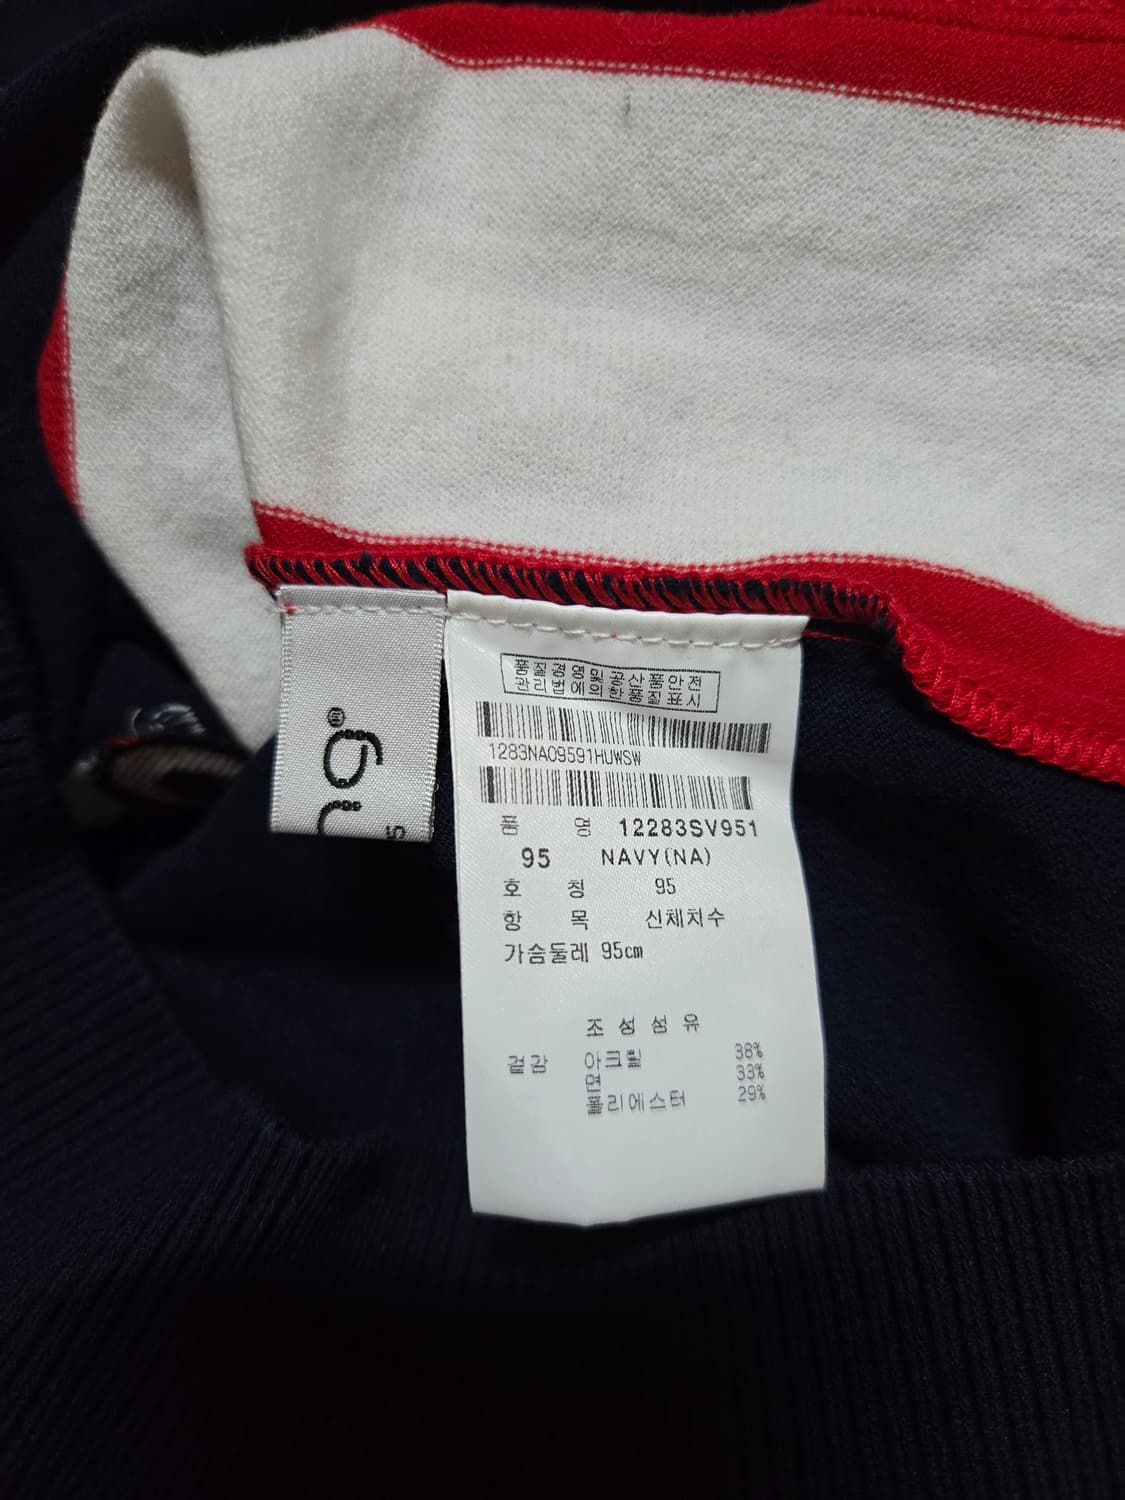 품질경영및공산품안전
관리법에의한품질표시
1283NA09591HUWSW
품 명 12283SV951
95 NAVY(NA)
호 칭 95
항 목 신체치수
가슴둘레 95cm
조성섬유
겉감 아크릴 38%
면 33%
폴리에스터 29%